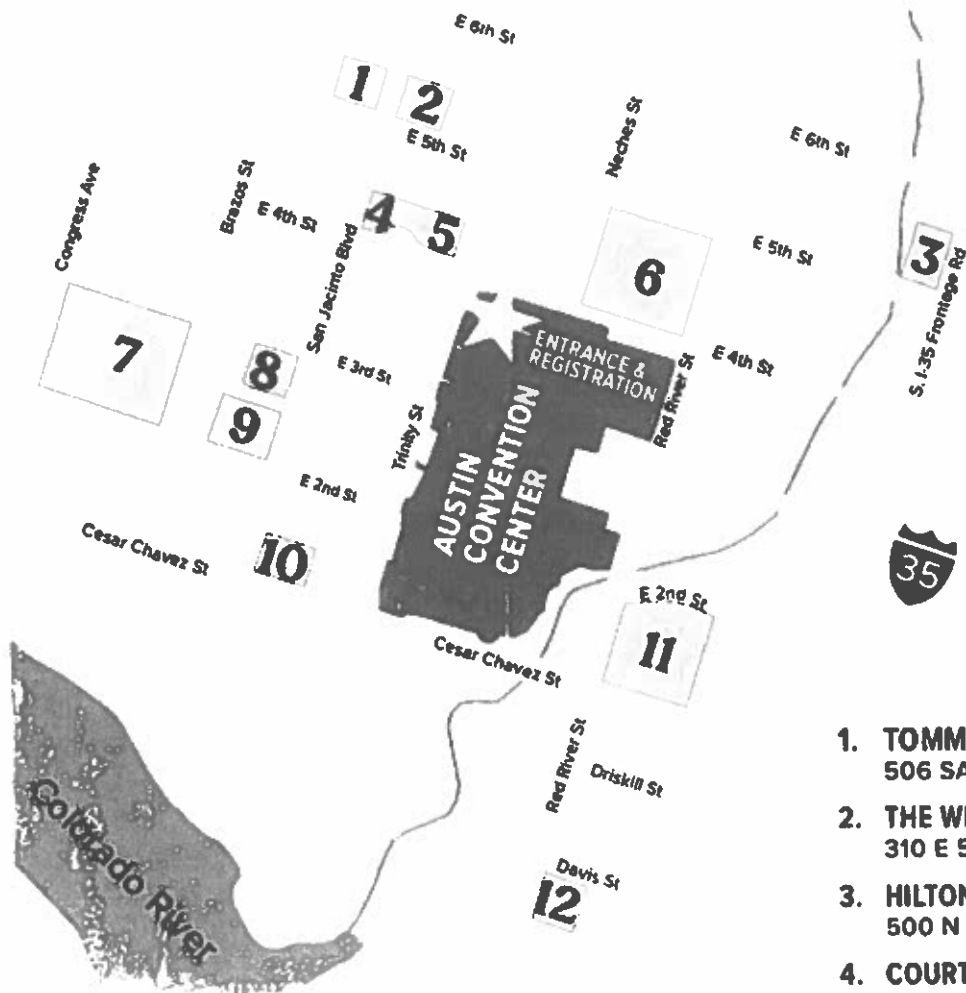 E 6th St
1
2
E 5th St
Neches St
E 6th St
Congress Ave
Brazos St
E 4th St
San Jacinto Blvd
4
5
6
E 5th St
3
S. I-35 Frontege Rd
7
8
9
E 3rd St
ENTRANCE &
REGISTRATION
Red River St
E 4th St
Trinity St
AUSTIN
CONVENTION
CENTER
E 2nd St
Cesar Chavez St
10
35
E 2nd St
11
Cesar Chavez St
Red River St
Driskill St
Davis St
12
Colorado River
1. TOMM
506 SA
2. THE
310 E 5
3. HILTON
500 N
4. COURT